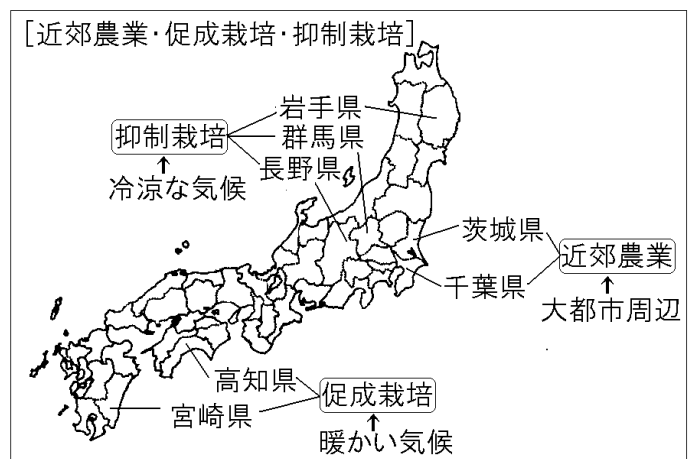 [近郊農業・促成栽培・抑制栽培]
岩手県
抑制栽培
群馬県
長野県
冷涼な気候
茨城県
近郊農業
千葉県
大都市周辺
高知県
促成栽培
宮崎県
暖かい気候